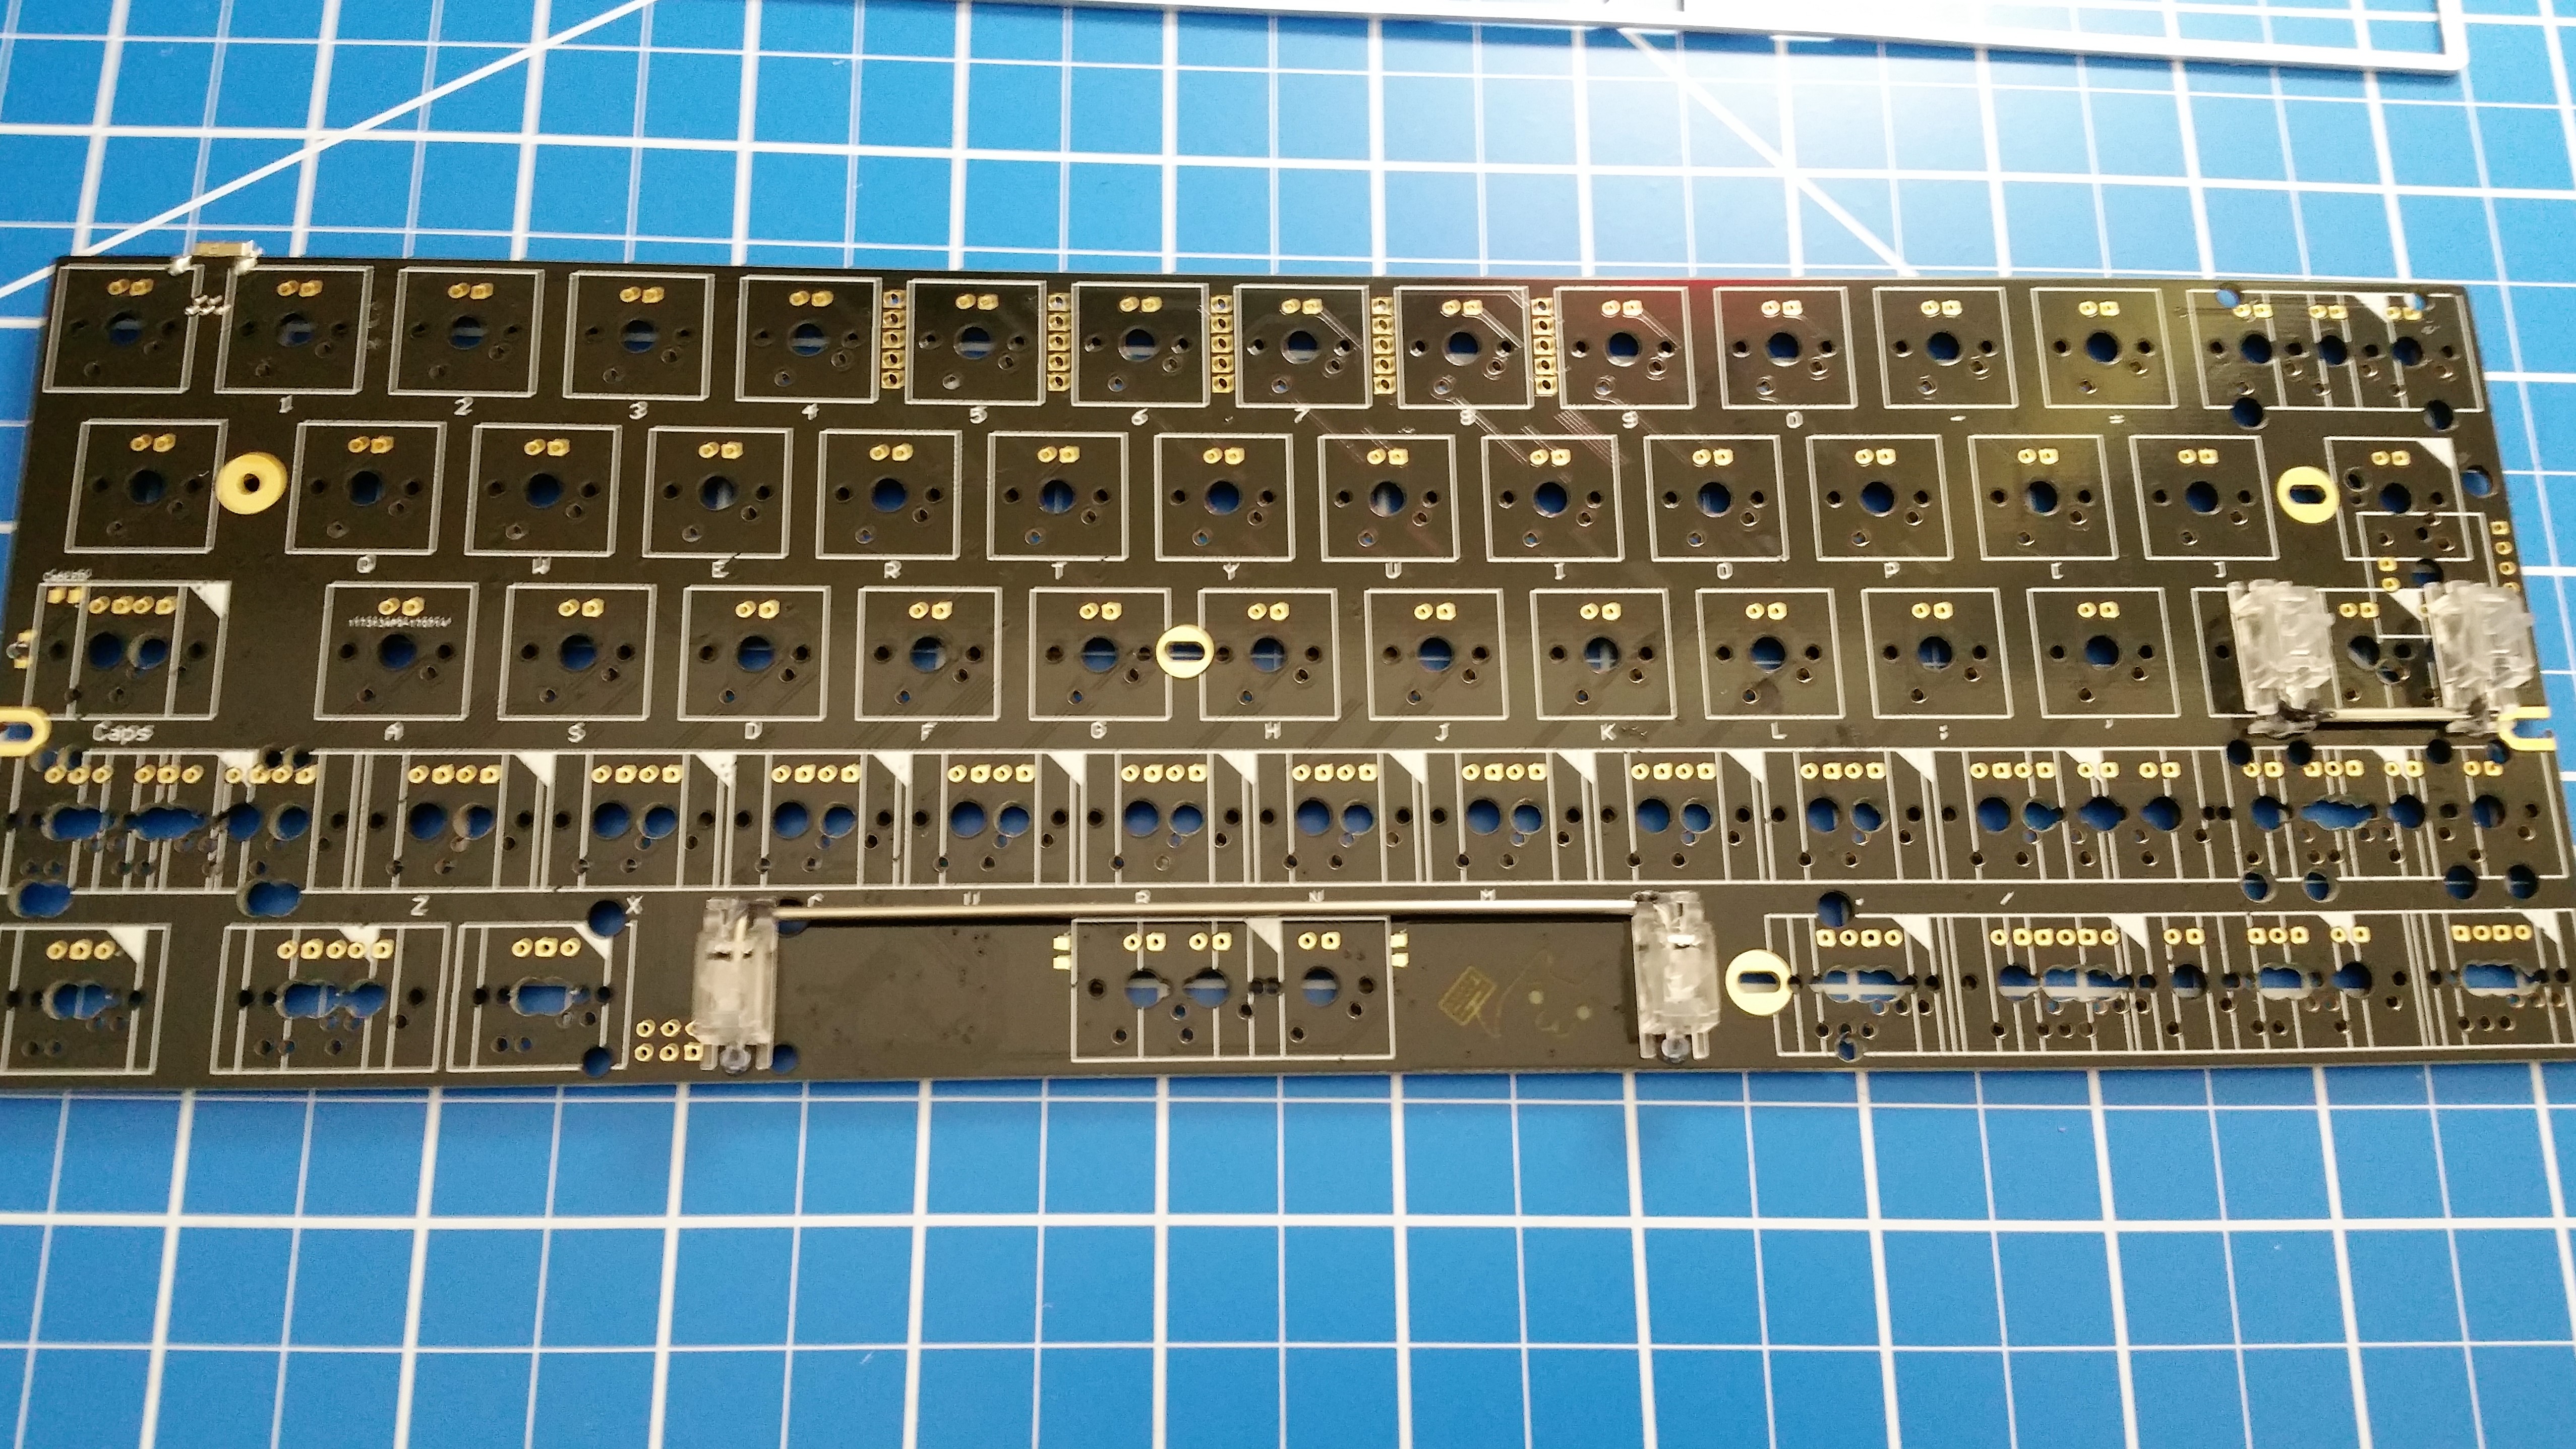 1 2 3 4 5 6 7 8 9 0 - =
Q W E R T Y U I O P [ ]
Caps A S D F G H J K L ; '
Z X C B N M . /